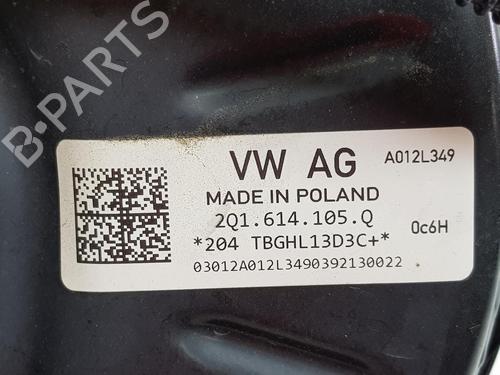 B-PARTS
VW AG
A012L349
MADE IN POLAND
2Q1.614.105.Q
*204 TBGHL13D3C+*
0c6H
03012A012L3490392130022